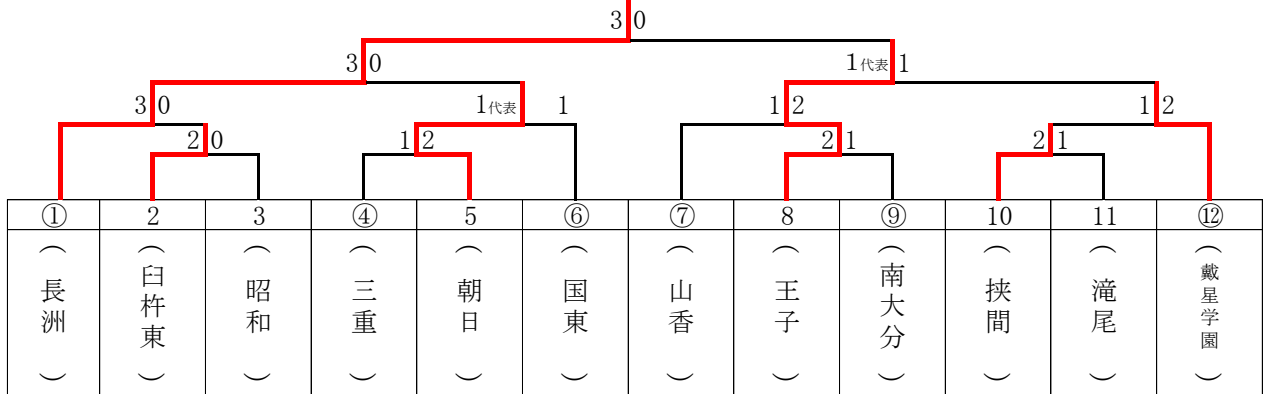 3 0
3 0 1代表 1
3 0 1代表 1 1 2 1 2
2 0 1 2 2 1 2 1
① 2 3 ④ 5 ⑥ ⑦ 8 ⑨ 10 11 ⑫
（長洲）
（臼杵東）
（昭和）
（三重）
（朝日）
（国東）
（山香）
（王子）
（南大分）
（挟間）
（滝尾）
（戴星学園）